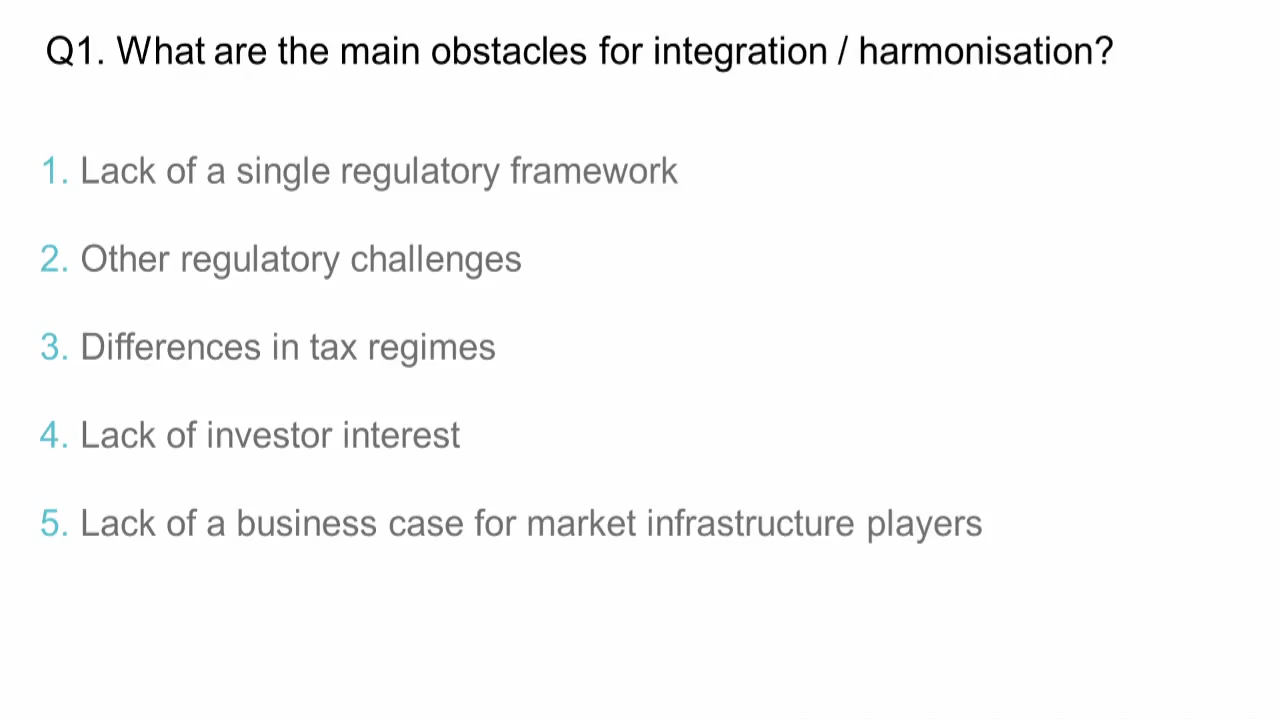 Q1. What are the main obstacles for integration / harmonisation?
1. Lack of a single regulatory framework
2. Other regulatory challenges
3. Differences in tax regimes
4. Lack of investor interest
5. Lack of a business case for market infrastructure players